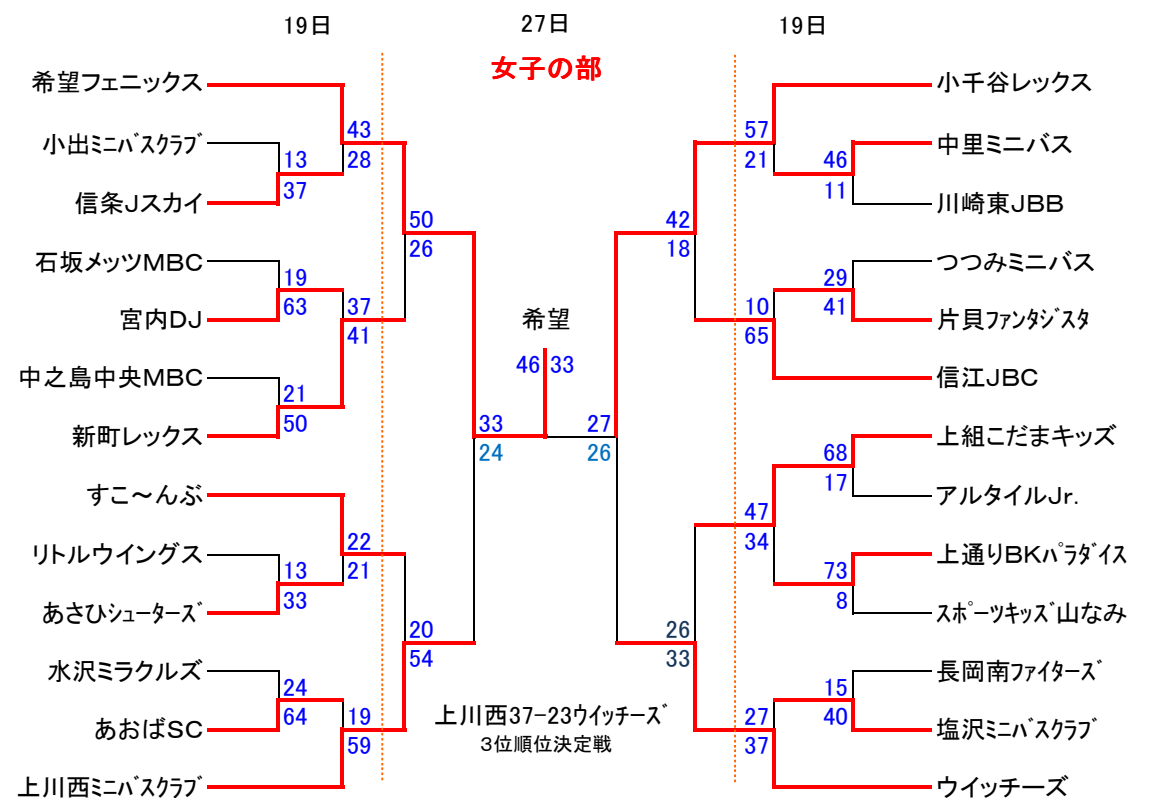 19日
27日
19日
女子の部
希望フェニックス
小出ミニバスクラブ
信条Jスカイ
石坂メッツMBC
宮内DJ
中之島中央MBC
新町レックス
すこ～んぶ
リトルウイングス
あさひシューターズ
水沢ミラクルズ
あおばSC
上川西ミニバスクラブ
13
37
19
63
21
50
13
33
24
64
43
28
37
41
22
21
19
59
50
26
20
54
33
24
希望
46 33
27
26
上川西37-23ウイッチーズ
3位順位決定戦
42
18
26
33
57
21
10
65
47
34
27
37
46
11
29
41
68
17
73
8
15
40
小千谷レックス
中里ミニバス
川崎東JBB
つつみミニバス
片貝ファンタジスタ
信江JBC
上組こだまキッズ
アルタイルJr.
上通りBKパラダイス
スポーツキッズ山なみ
長岡南ファイターズ
塩沢ミニバスクラブ
ウイッチーズ